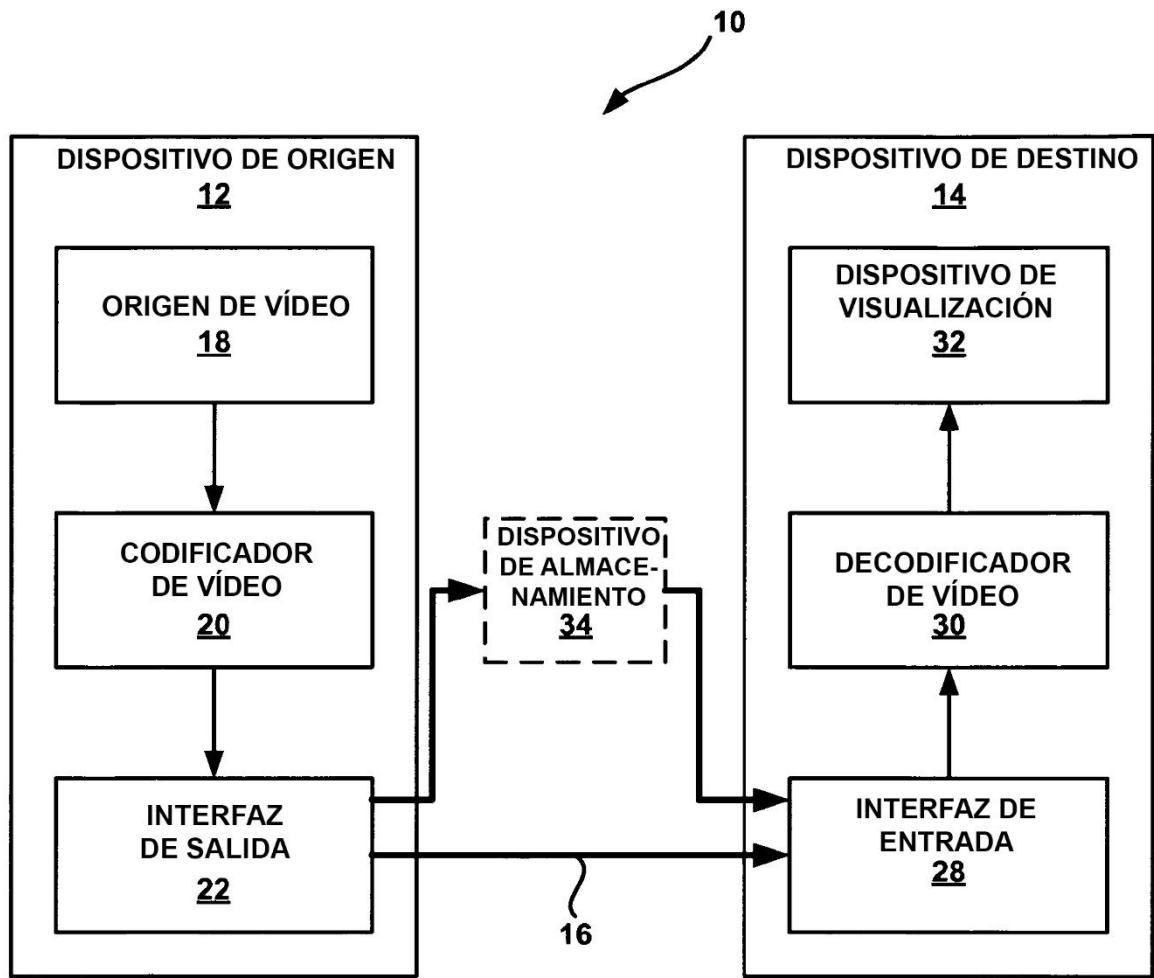 10
DISPOSITIVO DE ORIGEN
12
ORIGEN DE VÍDEO
18
CODIFICADOR
DE VÍDEO
20
INTERFAZ
DE SALIDA
22
DISPOSITIVO
DE ALMACE-
NAMIENTO
34
16
DISPOSITIVO DE DESTINO
14
DISPOSITIVO DE
VISUALIZACIÓN
32
DECODIFICADOR
DE VÍDEO
30
INTERFAZ DE
ENTRADA
28